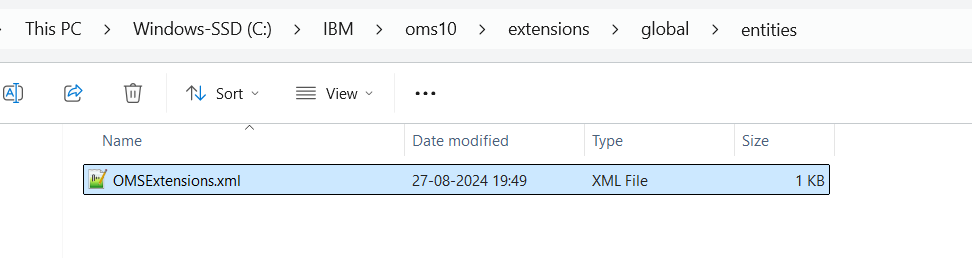 This PC > Windows-SSD (C:) > IBM > oms10 > extensions > global > entities
Sort View ...
Name Date modified Type Size
OMSExtensions.xml 27-08-2024 19:49 XML File 1 KB